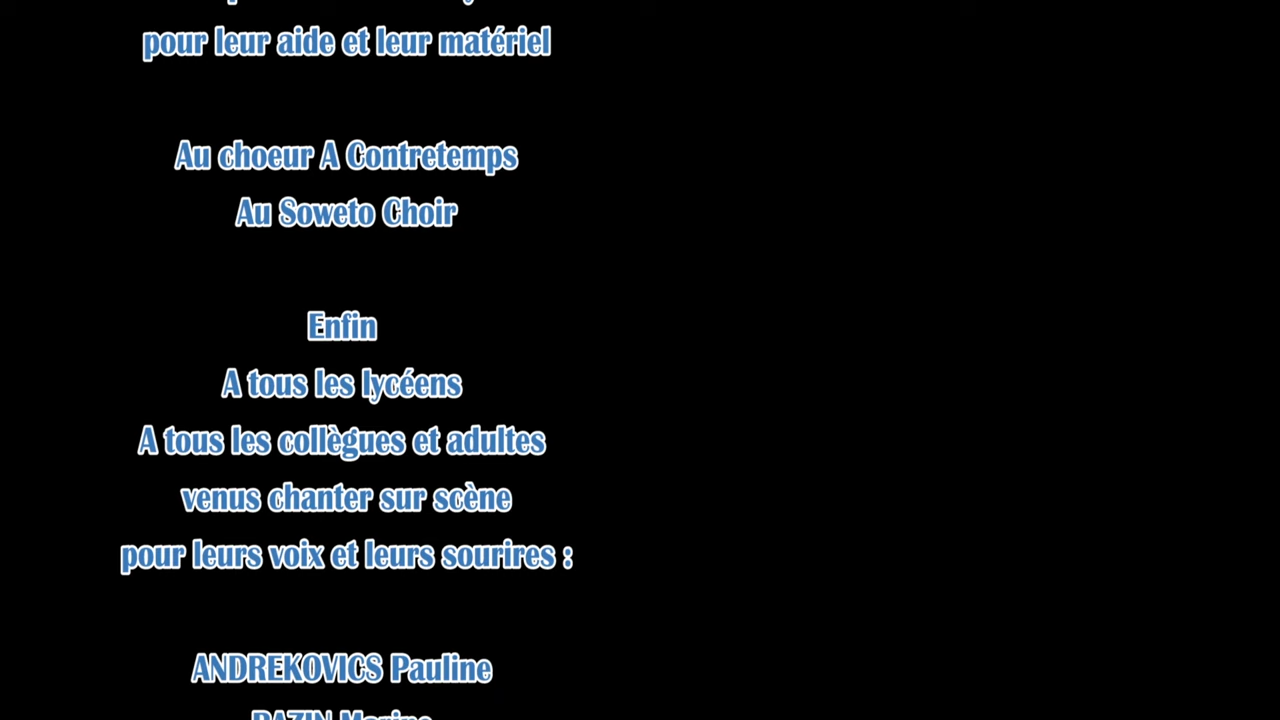 pour leur aide et leur matériel
Au choeur A Contretemps
Au Soweto Choir
Enfin
A tous les lycéens
A tous les collègues et adultes
venus chanter sur scène
pour leurs voix et leurs sourires :
ANDREKOVICS Pauline